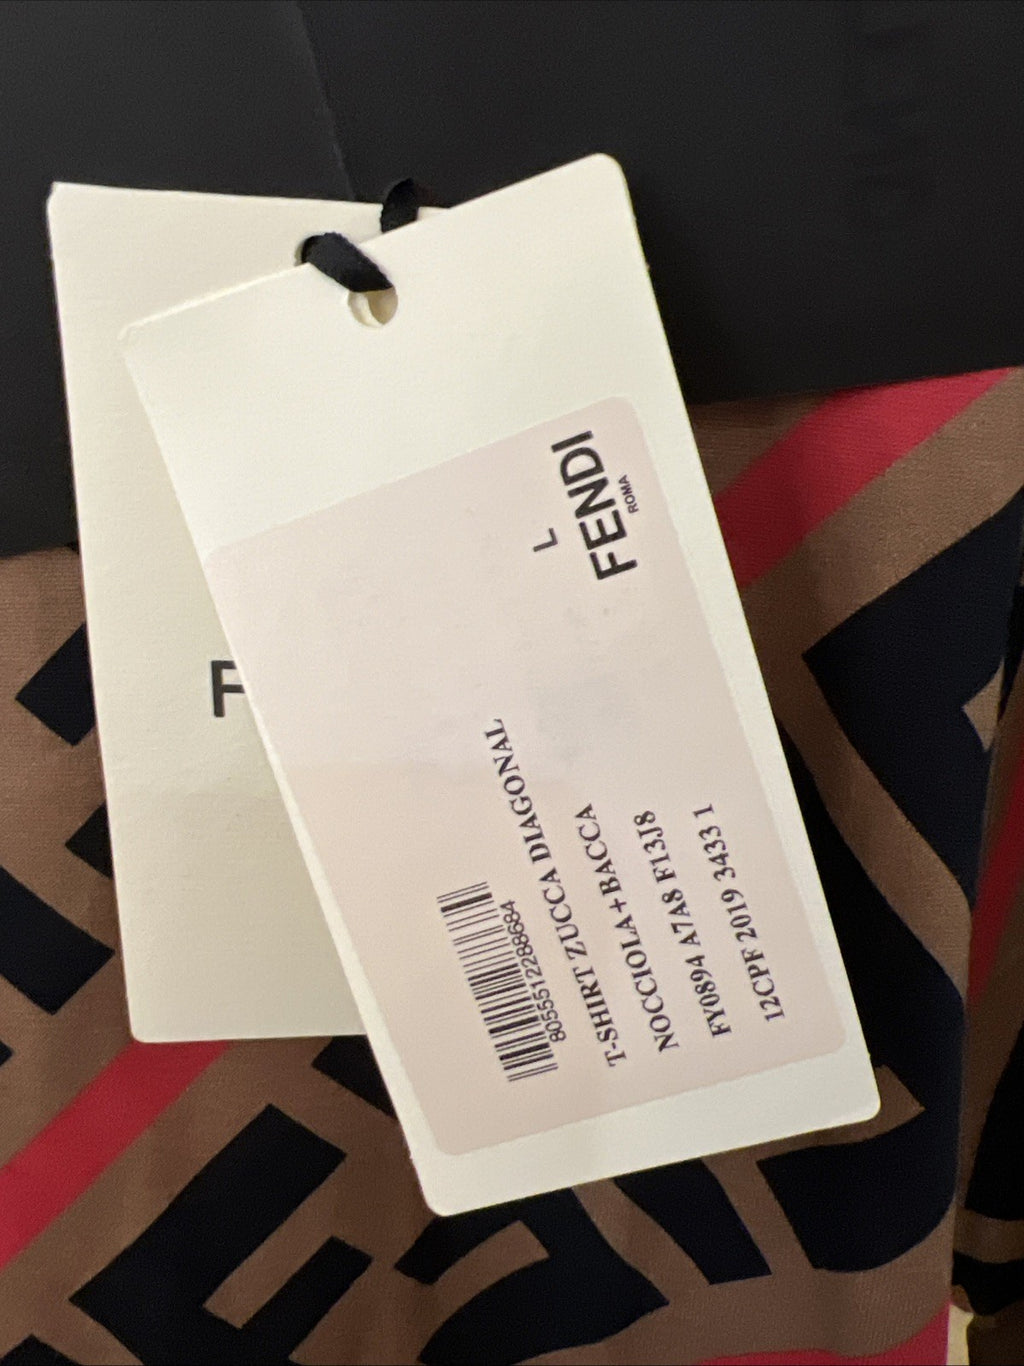 FENDI
ROMA
L
8055512288684
T-SHIRT ZUCCA DIAGONAL
NOCCIOLA+BACCA
FY0894 A7A8 F13J8
12CPF 2019 3433 1
F